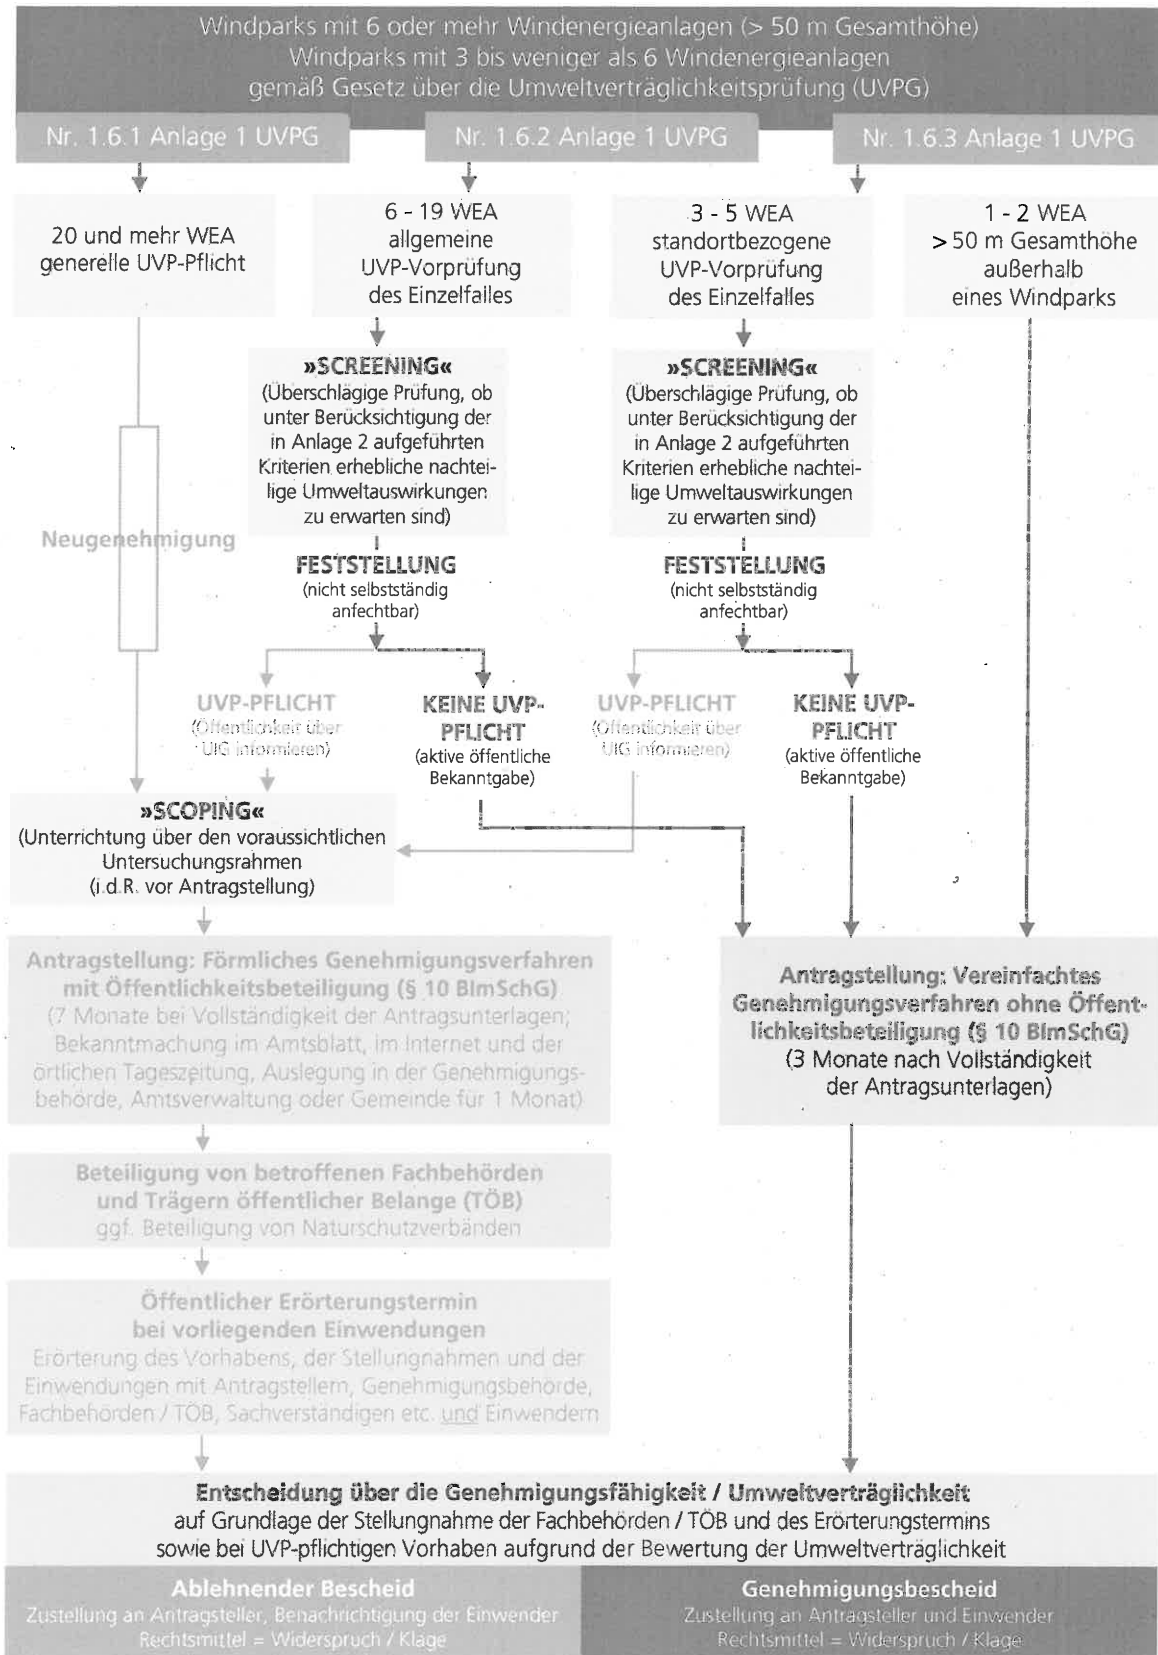 Windparks mit 6 oder mehr Windenergieanlagen (> 50 m Gesamthöhe)
Windparks mit 3 bis weniger als 6 Windenergieanlagen
gemäß Gesetz über die Umweltverträglichkeitsprüfung (UVPG)
Nr. 1.6.1 Anlage 1 UVPG
Nr. 1.6.2 Anlage 1 UVPG
Nr. 1.6.3 Anlage 1 UVPG
20 und mehr WEA
generelle UVP-Pflicht
6 - 19 WEA
allgemeine
UVP-Vorprüfung
des Einzelfalles
3 - 5 WEA
standortbezogene
UVP-Vorprüfung
des Einzelfalles
1 - 2 WEA
> 50 m Gesamthöhe
außerhalb
eines Windparks
»SCREENING«
(Überschlägige Prüfung, ob
unter Berücksichtigung der
in Anlage 2 aufgeführten
Kriterien erhebliche nachtei-
lige Umweltauswirkungen
zu erwarten sind)
»SCREENING«
(Überschlägige Prüfung, ob
unter Berücksichtigung der
in Anlage 2 aufgeführten
Kriterien erhebliche nachtei-
lige Umweltauswirkungen
zu erwarten sind)
Neugenehmigung
FESTSTELLUNG
(nicht selbstständig
anfechtbar)
FESTSTELLUNG
(nicht selbstständig
anfechtbar)
UVP-PFLICHT
(Öffentlichkeit über
UIG informieren)
KEINE UVP-
PFLICHT
(aktive öffentliche
Bekanntgabe)
UVP-PFLICHT
(Öffentlichkeit über
UIG informieren)
KEINE UVP-
PFLICHT
(aktive öffentliche
Bekanntgabe)
»SCOPING«
(Unterrichtung über den voraussichtlichen
Untersuchungsrahmen
(i.d.R. vor Antragstellung)
Antragstellung: Förmliches Genehmigungsverfahren
mit Öffentlichkeitsbeteiligung (§ 10 BImSchG)
(7 Monate bei Vollständigkeit der Antragsunterlagen;
Bekanntmachung im Amtsblatt, im Internet und der
örtlichen Tageszeitung, Auslegung in der Genehmigungs-
behörde, Amtsverwaltung oder Gemeinde für 1 Monat)
Antragstellung: Vereinfachtes
Genehmigungsverfahren ohne Öffent-
lichkeitsbeteiligung (§ 10 BImSchG)
(3 Monate nach Vollständigkeit
der Antragsunterlagen)
Beteiligung von betroffenen Fachbehörden
und Trägern öffentlicher Belange (TÖB)
ggf. Beteiligung von Naturschutzverbänden
Öffentlicher Erörterungstermin
bei vorliegenden Einwendungen
Erörterung des Vorhabens, der Stellungnahmen und der
Einwendungen mit Antragstellern, Genehmigungsbehörde,
Fachbehörden / TÖB, Sachverständigen etc. und Einwendern
Entscheidung über die Genehmigungsfähigkeit / Umweltverträglichkeit
auf Grundlage der Stellungnahme der Fachbehörden / TÖB und des Erörterungstermins
sowie bei UVP-pflichtigen Vorhaben aufgrund der Bewertung der Umweltverträglichkeit
Ablehnender Bescheid
Zustellung an Antragsteller, Benachrichtigung der Einwender
Rechtsmittel = Widerspruch / Klage
Genehmigungsbescheid
Zustellung an Antragsteller und Einwender
Rechtsmittel = Widerspruch / Klage